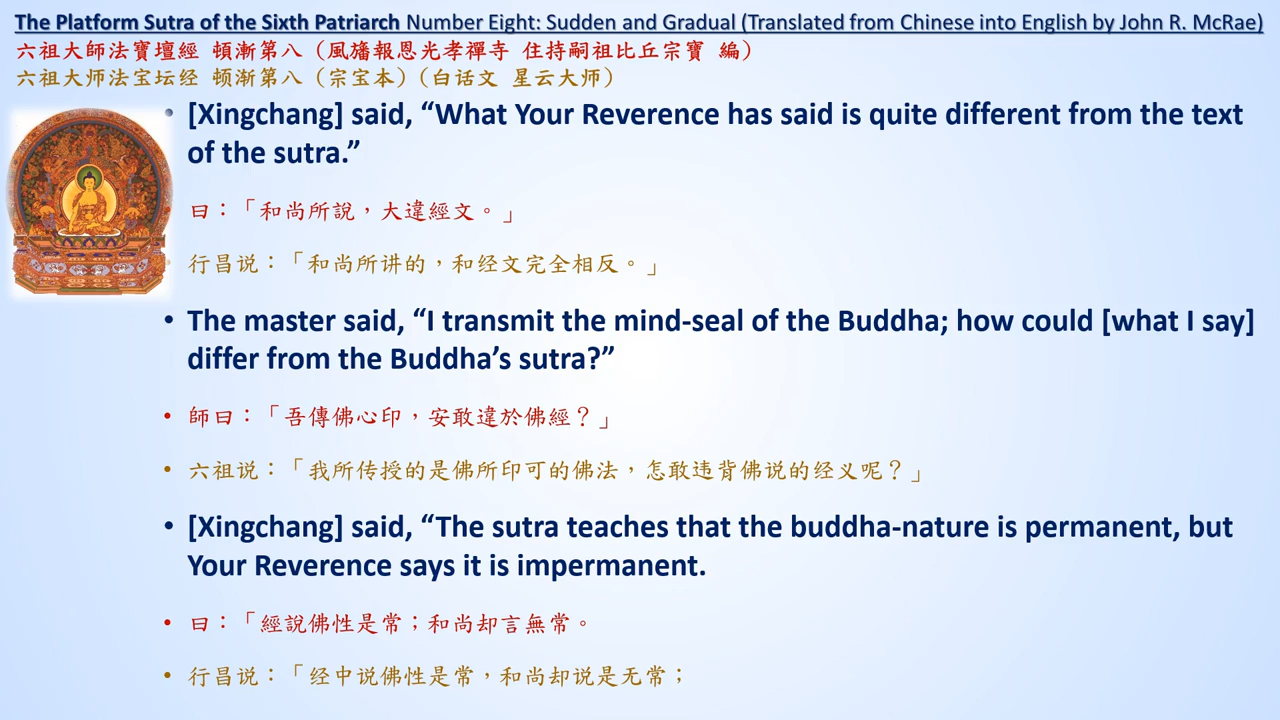 The Platform Sutra of the Sixth Patriarch Number Eight: Sudden and Gradual (Translated from Chinese into English by John R. McRae)
六祖大師法寶壇經 頓漸第八（風旛報恩光孝禪寺 住持嗣祖比丘宗寶 編）
六祖大师法宝坛经 顿渐第八（宗宝本）（白话文 星云大师）
• [Xingchang] said, “What Your Reverence has said is quite different from the text
of the sutra.”
曰：「和尚所說，大違經文。」
行昌说：「和尚所讲的，和经文完全相反。」
• The master said, “I transmit the mind-seal of the Buddha; how could [what I say]
differ from the Buddha’s sutra?”
• 師曰：「吾傳佛心印，安敢違於佛經？」
• 六祖说：「我所传授的是佛所印可的佛法，怎敢违背佛说的经义呢？」
• [Xingchang] said, “The sutra teaches that the buddha-nature is permanent, but
Your Reverence says it is impermanent.
• 曰：「經說佛性是常；和尚却言無常。
• 行昌说：「经中说佛性是常，和尚却说是无常；